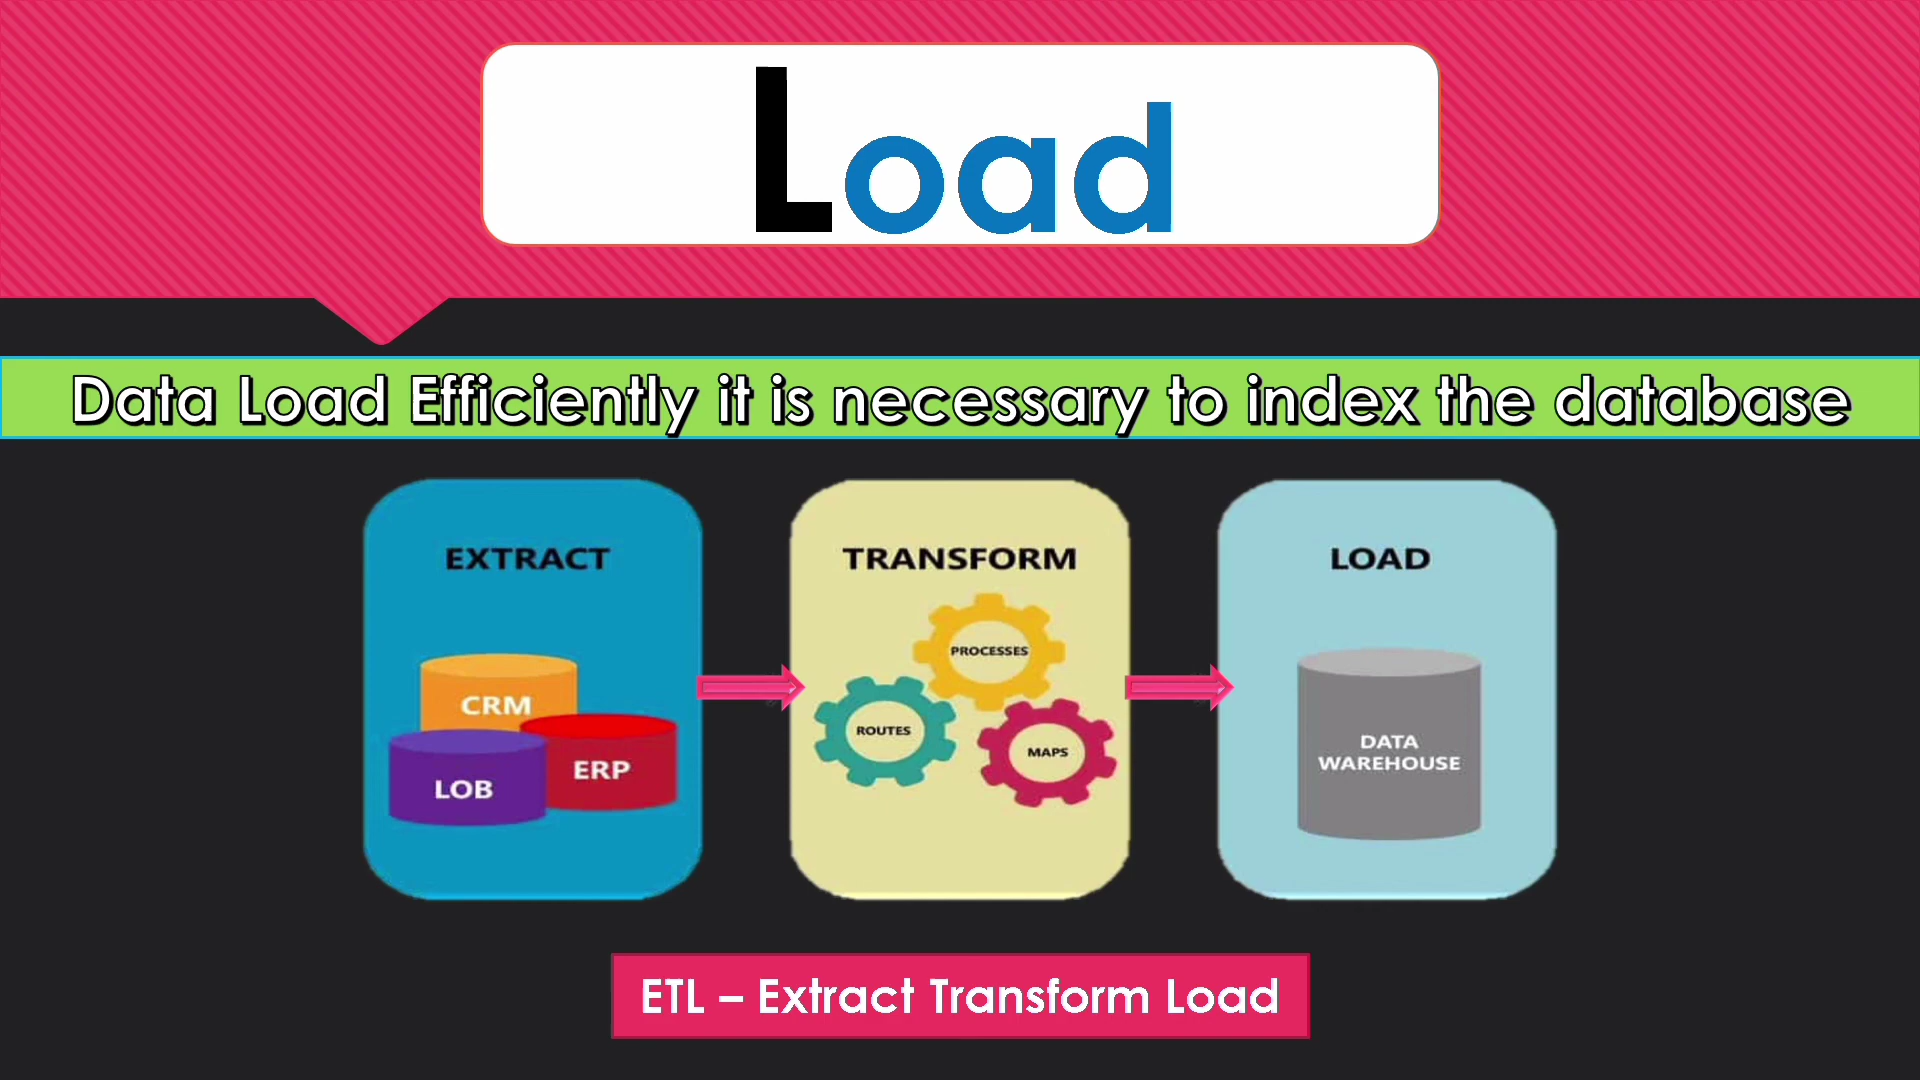 Load
Data Load Efficiently it is necessary to index the database
EXTRACT
CRM
LOB
ERP
TRANSFORM
PROCESSES
ROUTES
MAPS
LOAD
DATA
WAREHOUSE
ETL – Extract Transform Load